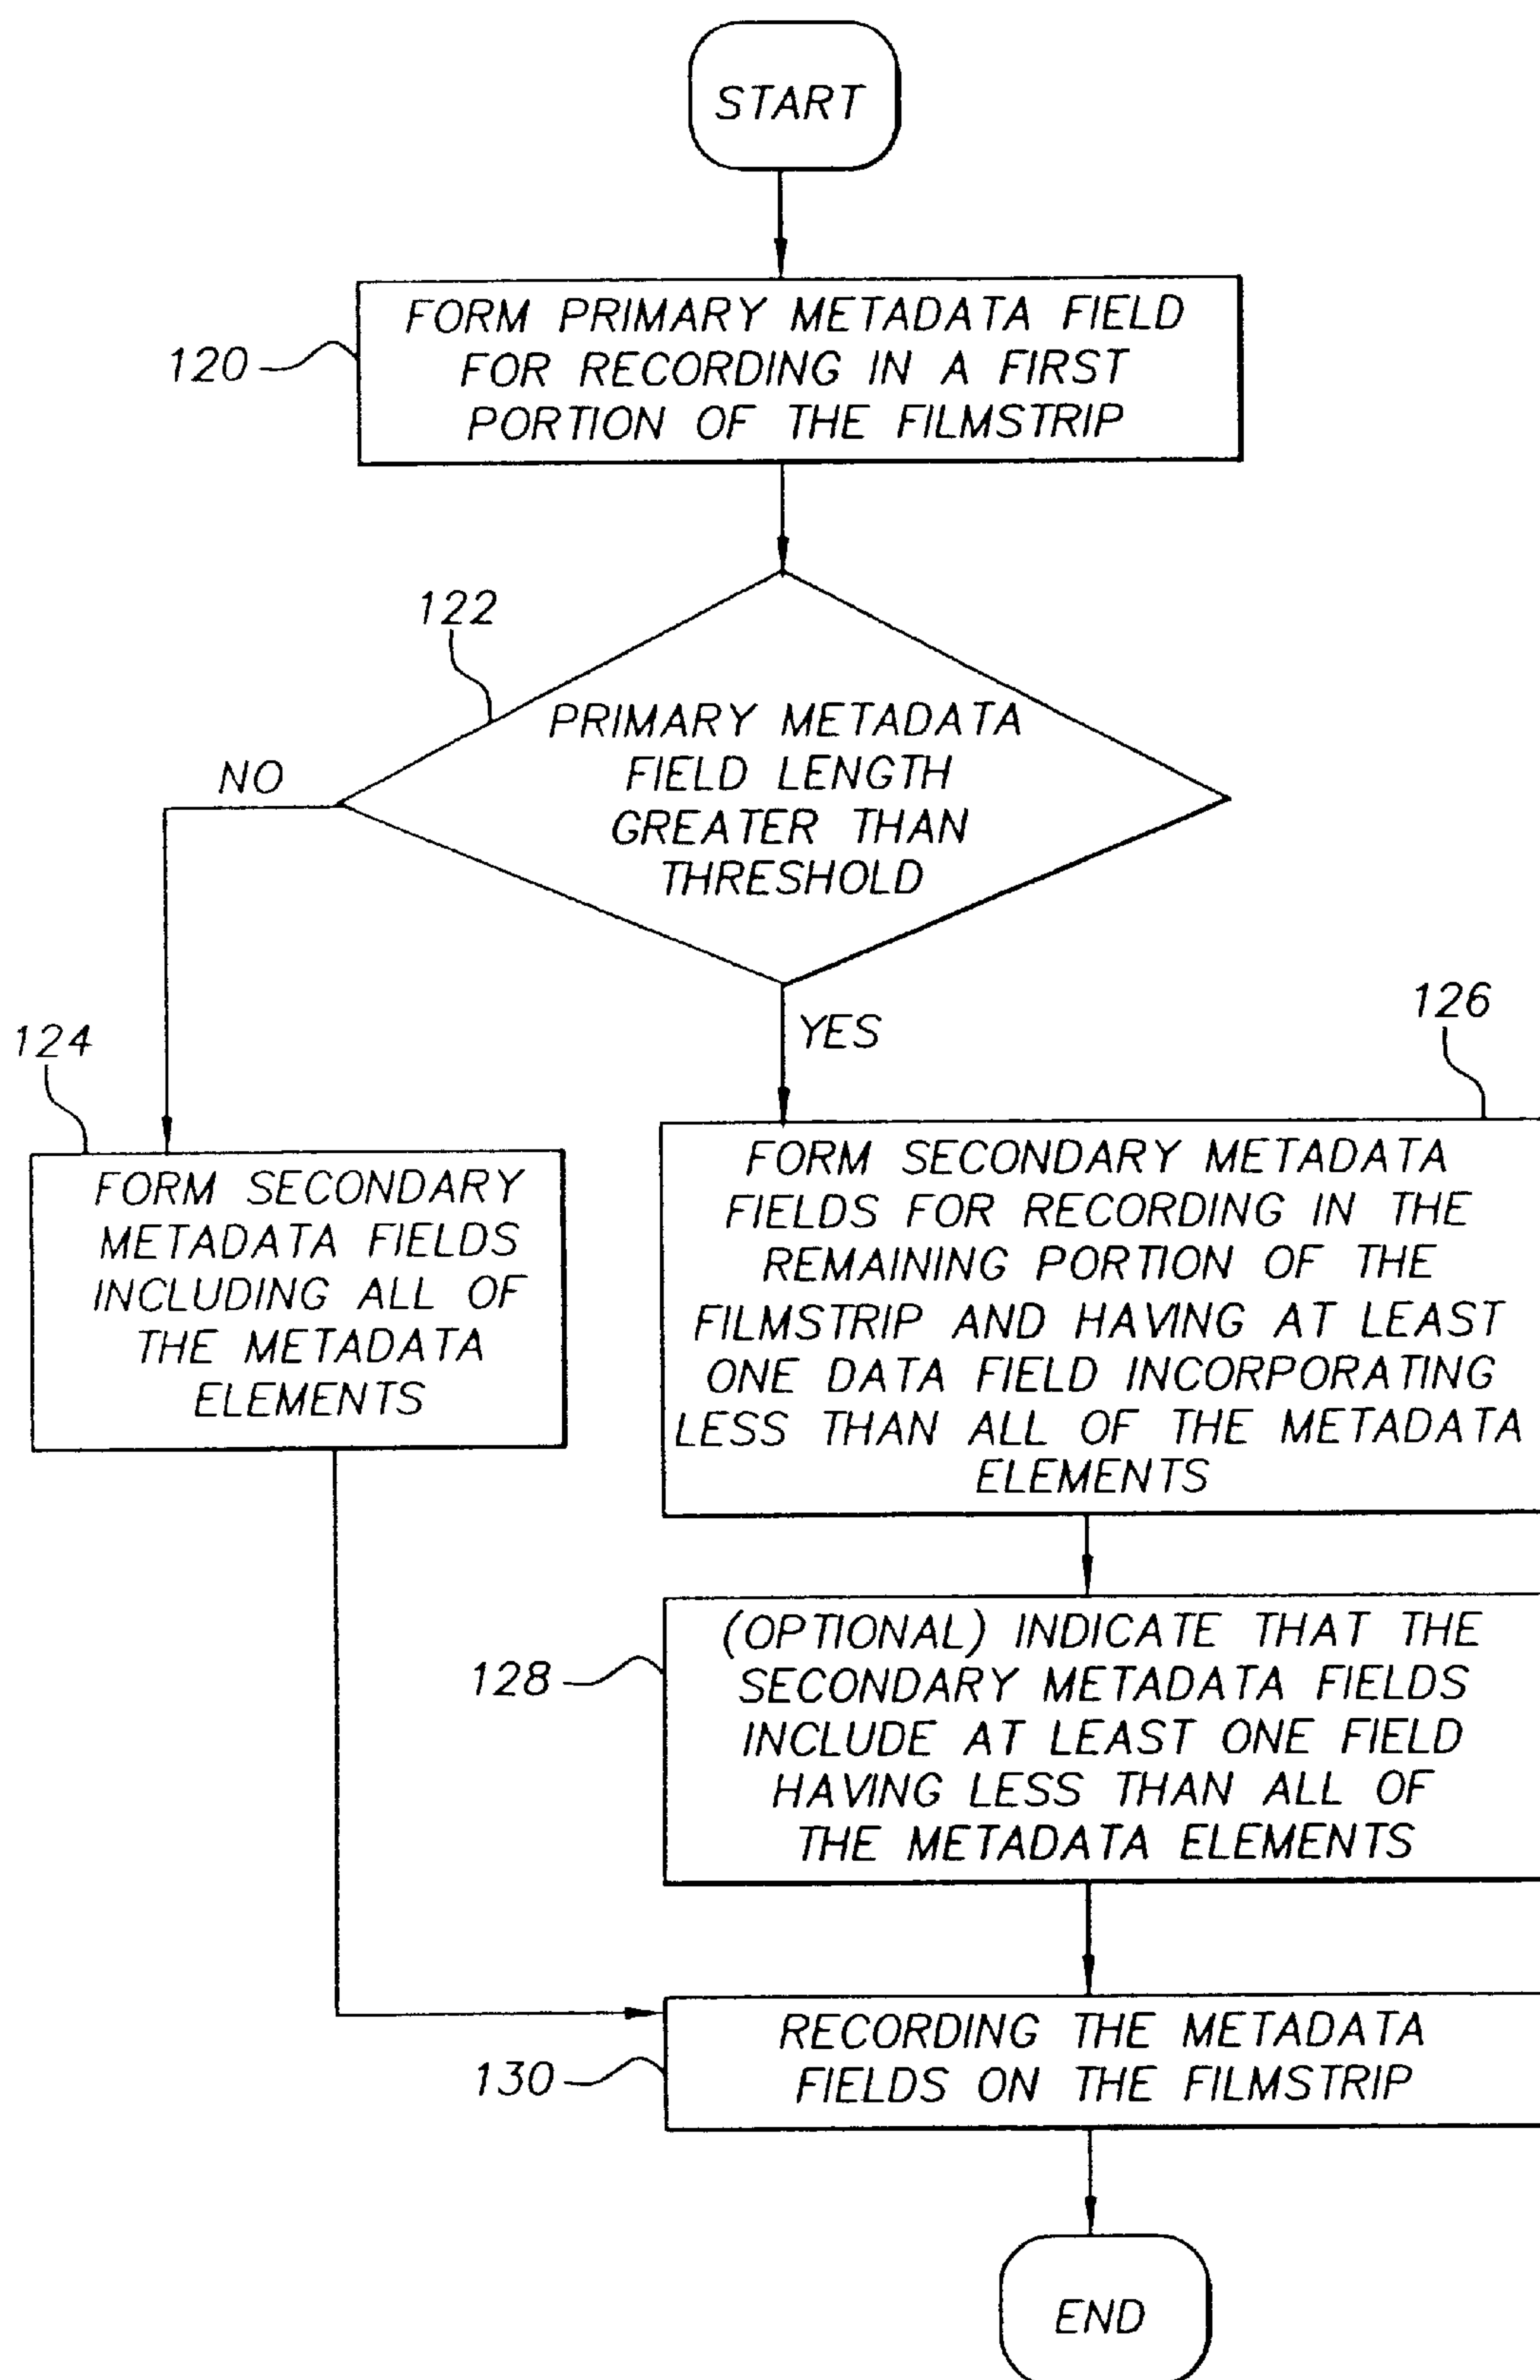 START
120
FORM PRIMARY METADATA FIELD
FOR RECORDING IN A FIRST
PORTION OF THE FILMSTRIP
122
PRIMARY METADATA
FIELD LENGTH
GREATER THAN
THRESHOLD
NO
YES
124
FORM SECONDARY
METADATA FIELDS
INCLUDING ALL OF
THE METADATA
ELEMENTS
126
FORM SECONDARY METADATA
FIELDS FOR RECORDING IN THE
REMAINING PORTION OF THE
FILMSTRIP AND HAVING AT LEAST
ONE DATA FIELD INCORPORATING
LESS THAN ALL OF THE METADATA
ELEMENTS
128
(OPTIONAL) INDICATE THAT THE
SECONDARY METADATA FIELDS
INCLUDE AT LEAST ONE FIELD
HAVING LESS THAN ALL OF
THE METADATA ELEMENTS
130
RECORDING THE METADATA
FIELDS ON THE FILMSTRIP
END